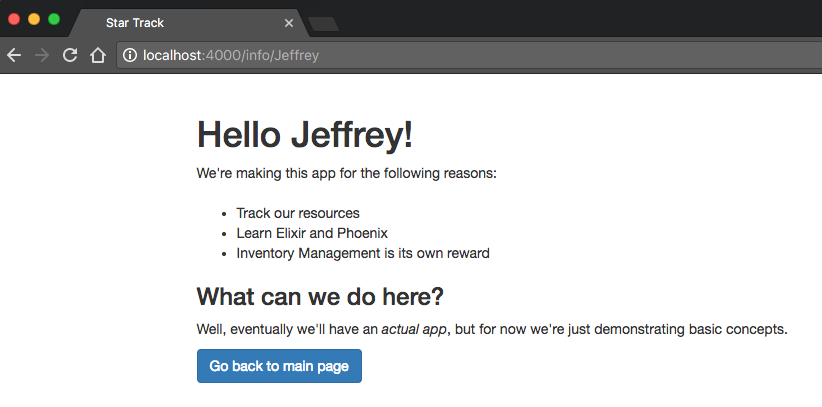 Star Track
localhost:4000/info/Jeffrey
Hello Jeffrey!
We're making this app for the following reasons:
• Track our resources
• Learn Elixir and Phoenix
• Inventory Management is its own reward
What can we do here?
Well, eventually we'll have an actual app, but for now we're just demonstrating basic concepts.
Go back to main page